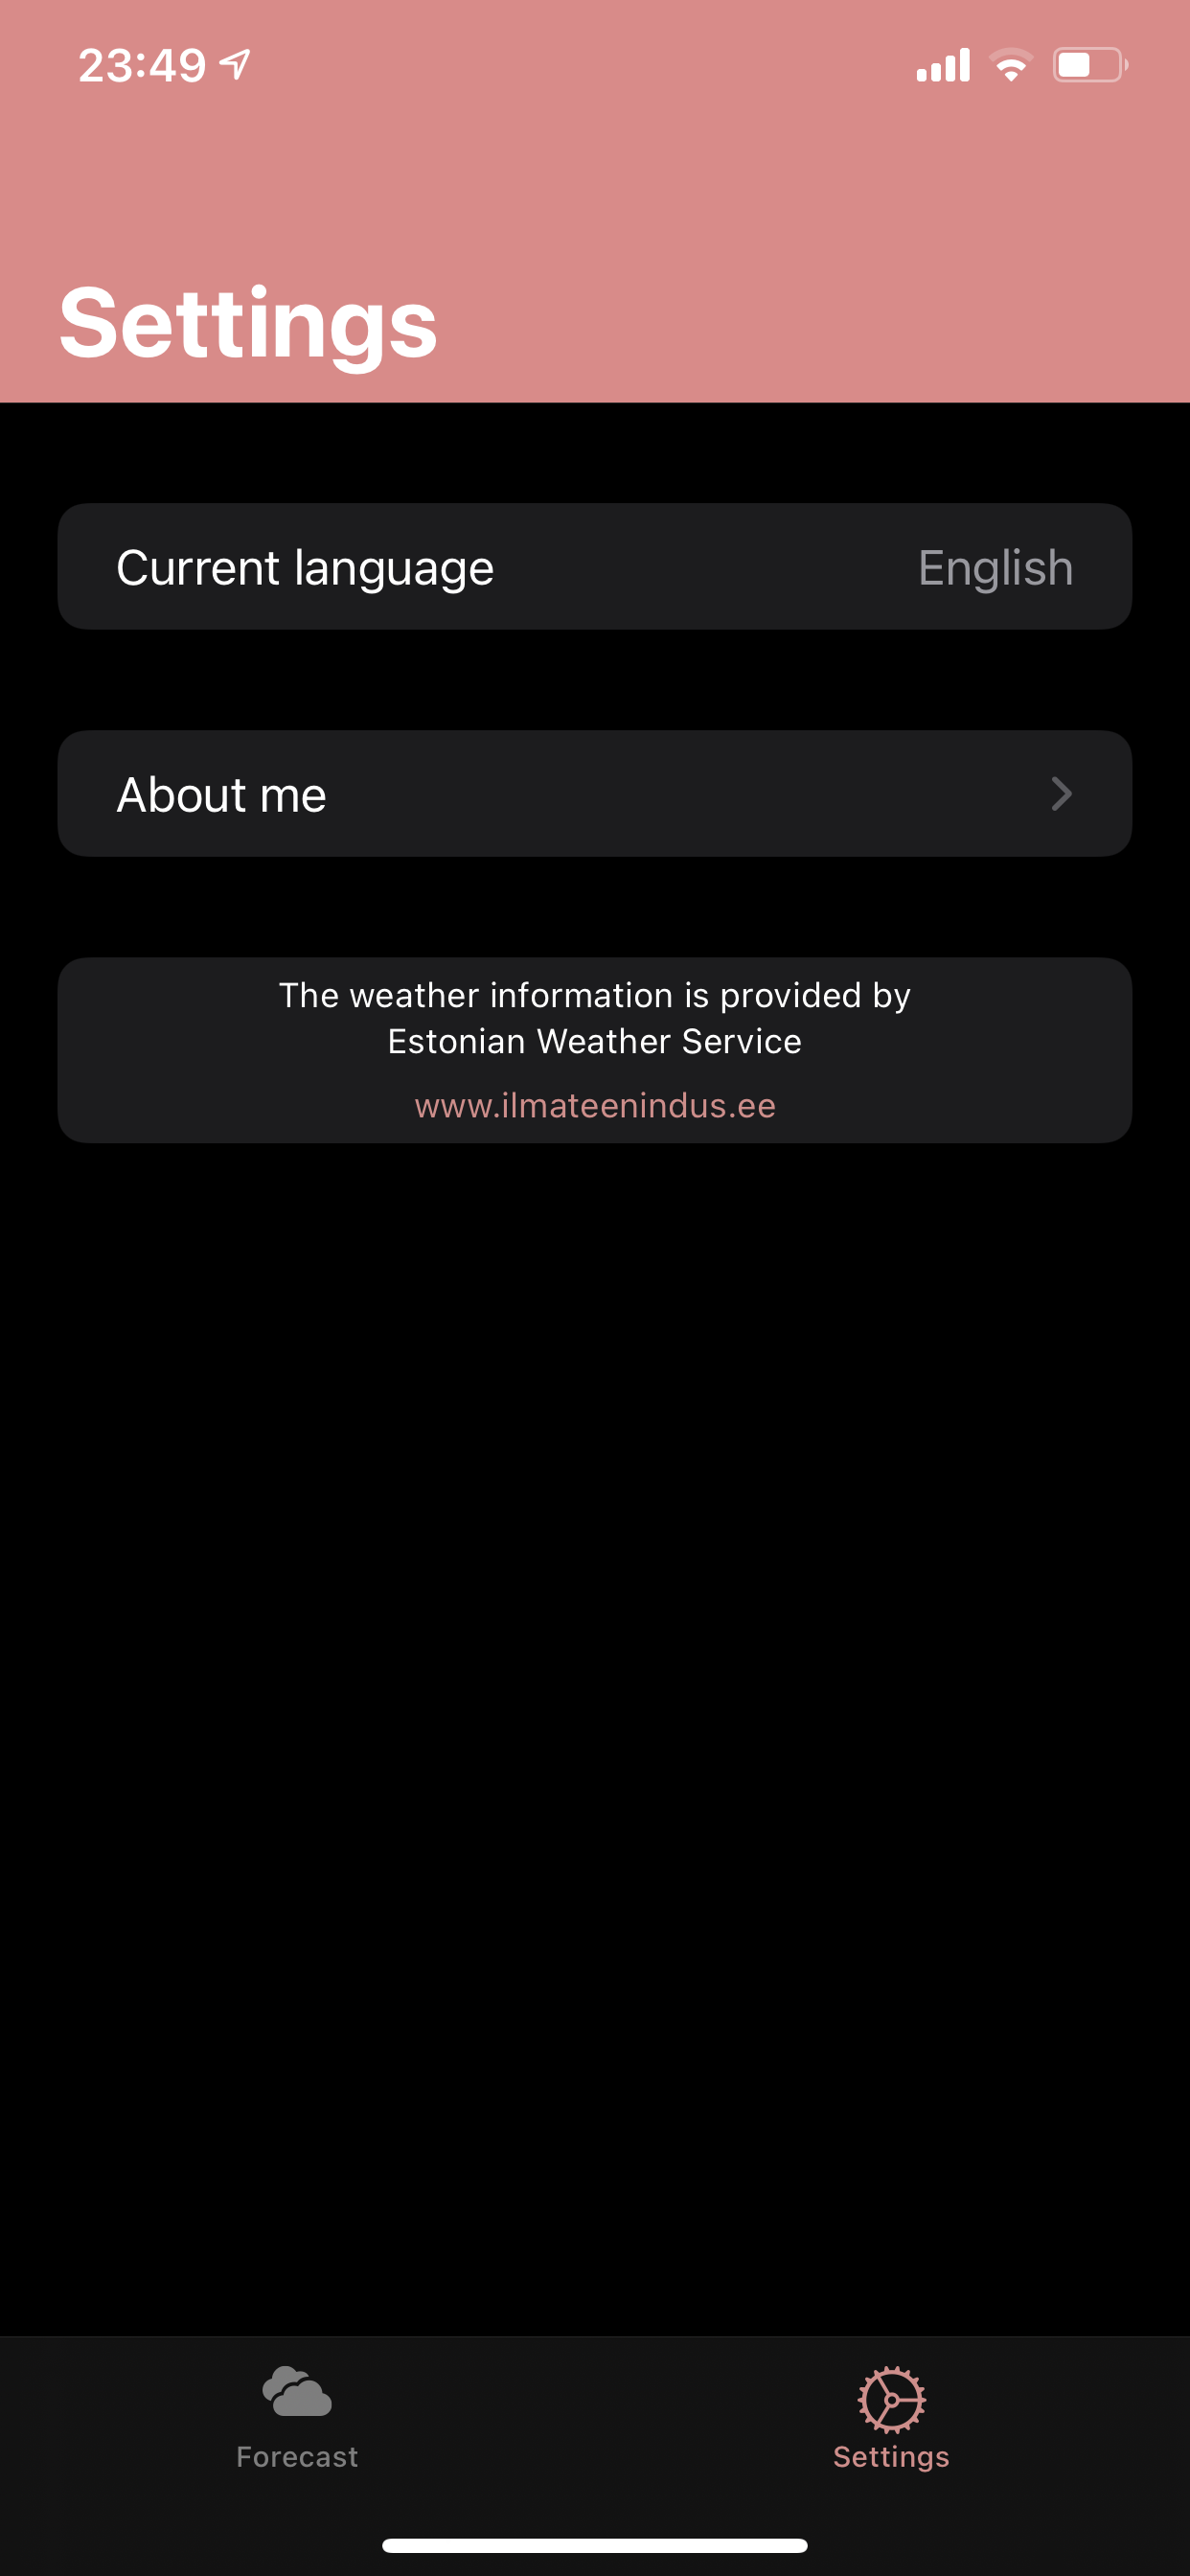 23:49
Settings
Current language English
About me
The weather information is provided by
Estonian Weather Service
www.ilmateenindus.ee
Forecast Settings